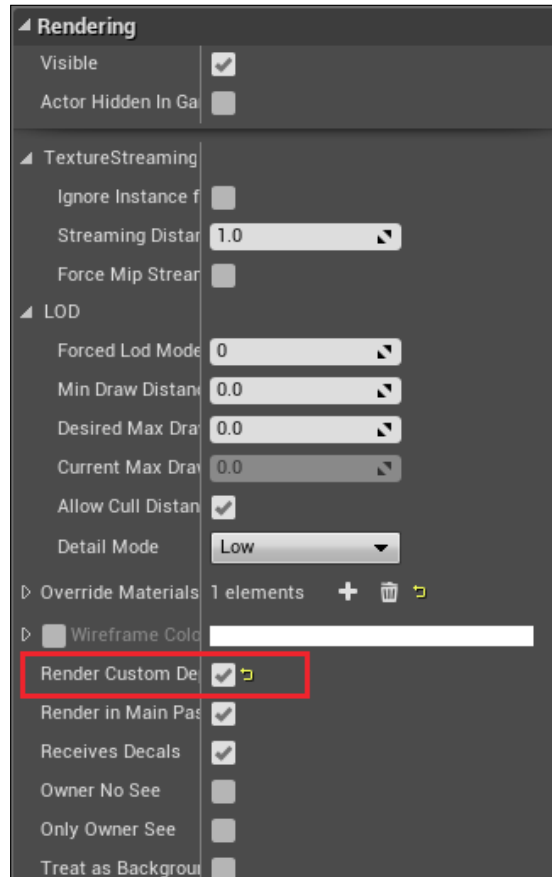 Rendering
Visible
Actor Hidden In Ga
TextureStreaming
Ignore Instance f
Streaming Distar 1.0
Force Mip Strear
LOD
Forced Lod Mode 0
Min Draw Distan 0.0
Desired Max Dra 0.0
Current Max Dra 0.0
Allow Cull Distan
Detail Mode Low
Override Materials 1 elements
Wireframe Colo
Render Custom De
Render in Main Pas
Receives Decals
Owner No See
Only Owner See
Treat as Backgrou